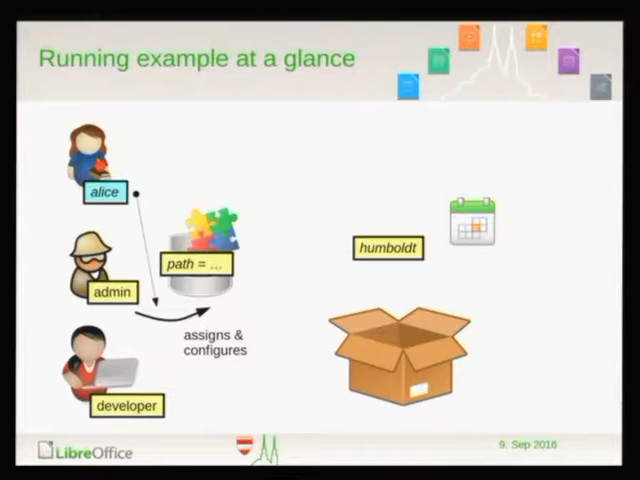 Running example at a glance
alice
humboldt
path = ...
admin
assigns &
configures
developer
LibreOffice
9. Sep 2016